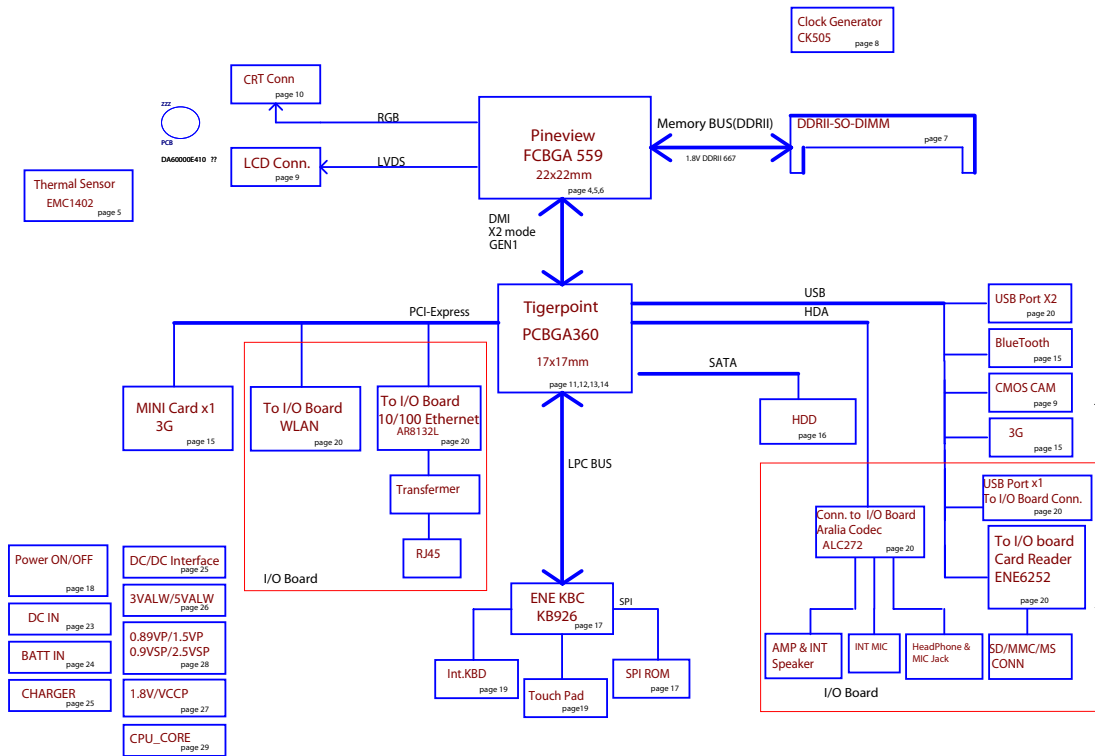 Clock Generator
CK505
page 8
CRT Conn
page 10
ZZZ
PCB
DA60000E410 ??
RGB
LCD Conn.
page 9
LVDS
Pineview
FCBGA 559
22x22mm
page 4,5,6
Memory BUS(DDRII)
1.8V DDRII 667
DDRII-SO-DIMM
page 7
Thermal Sensor
EMC1402
page 5
DMI
X2 mode
GEN1
Tigerpoint
PCBGA360
17x17mm
page 11,12,13,14
PCI-Express
USB
HDA
SATA
USB Port X2
page 20
BlueTooth
page 15
CMOS CAM
page 9
3G
page 15
MINI Card x1
3G
page 15
To I/O Board
WLAN
page 20
To I/O Board
10/100 Ethernet
AR8132L
page 20
HDD
page 16
LPC BUS
Transfermer
RJ45
I/O Board
USB Port x1
To I/O Board Conn.
page 20
Conn. to I/O Board
Aralia Codec
ALC272
page 20
To I/O board
Card Reader
ENE6252
page 20
Power ON/OFF
page 18
DC IN
page 23
BATT IN
page 24
CHARGER
page 25
DC/DC Interface
page 25
3VALW/5VALW
page 26
0.89VP/1.5VP
0.9VSP/2.5VSP
page 28
1.8V/VCCP
page 27
CPU_CORE
page 29
ENE KBC
KB926
page 17
SPI
Int.KBD
page 19
Touch Pad
page19
SPI ROM
page 17
AMP & INT
Speaker
INT MIC
HeadPhone &
MIC Jack
SD/MMC/MS
CONN
I/O Board